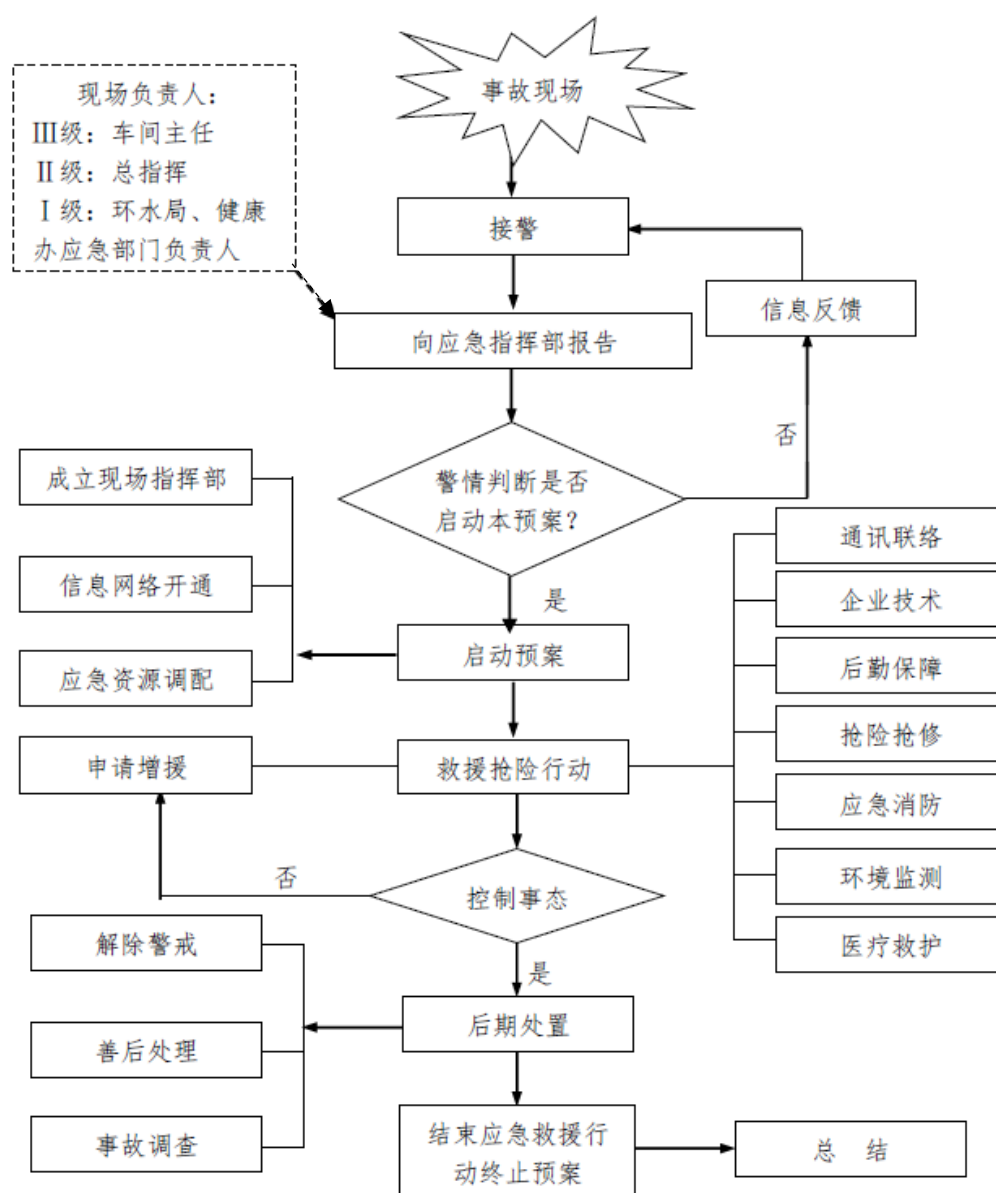 事故现场
现场负责人：
Ⅲ级：车间主任
Ⅱ级：总指挥
Ⅰ级：环水局、健康
办应急部门负责人
接警
信息反馈
向应急指挥部报告
否
警情判断是否
启动本预案？
成立现场指挥部
信息网络开通
应急资源调配
是
启动预案
通讯联络
企业技术
后勤保障
抢险抢修
应急消防
环境监测
医疗救护
申请增援
救援抢险行动
否
控制事态
是
解除警戒
善后处理
事故调查
后期处置
结束应急救援行
动终止预案
总 结